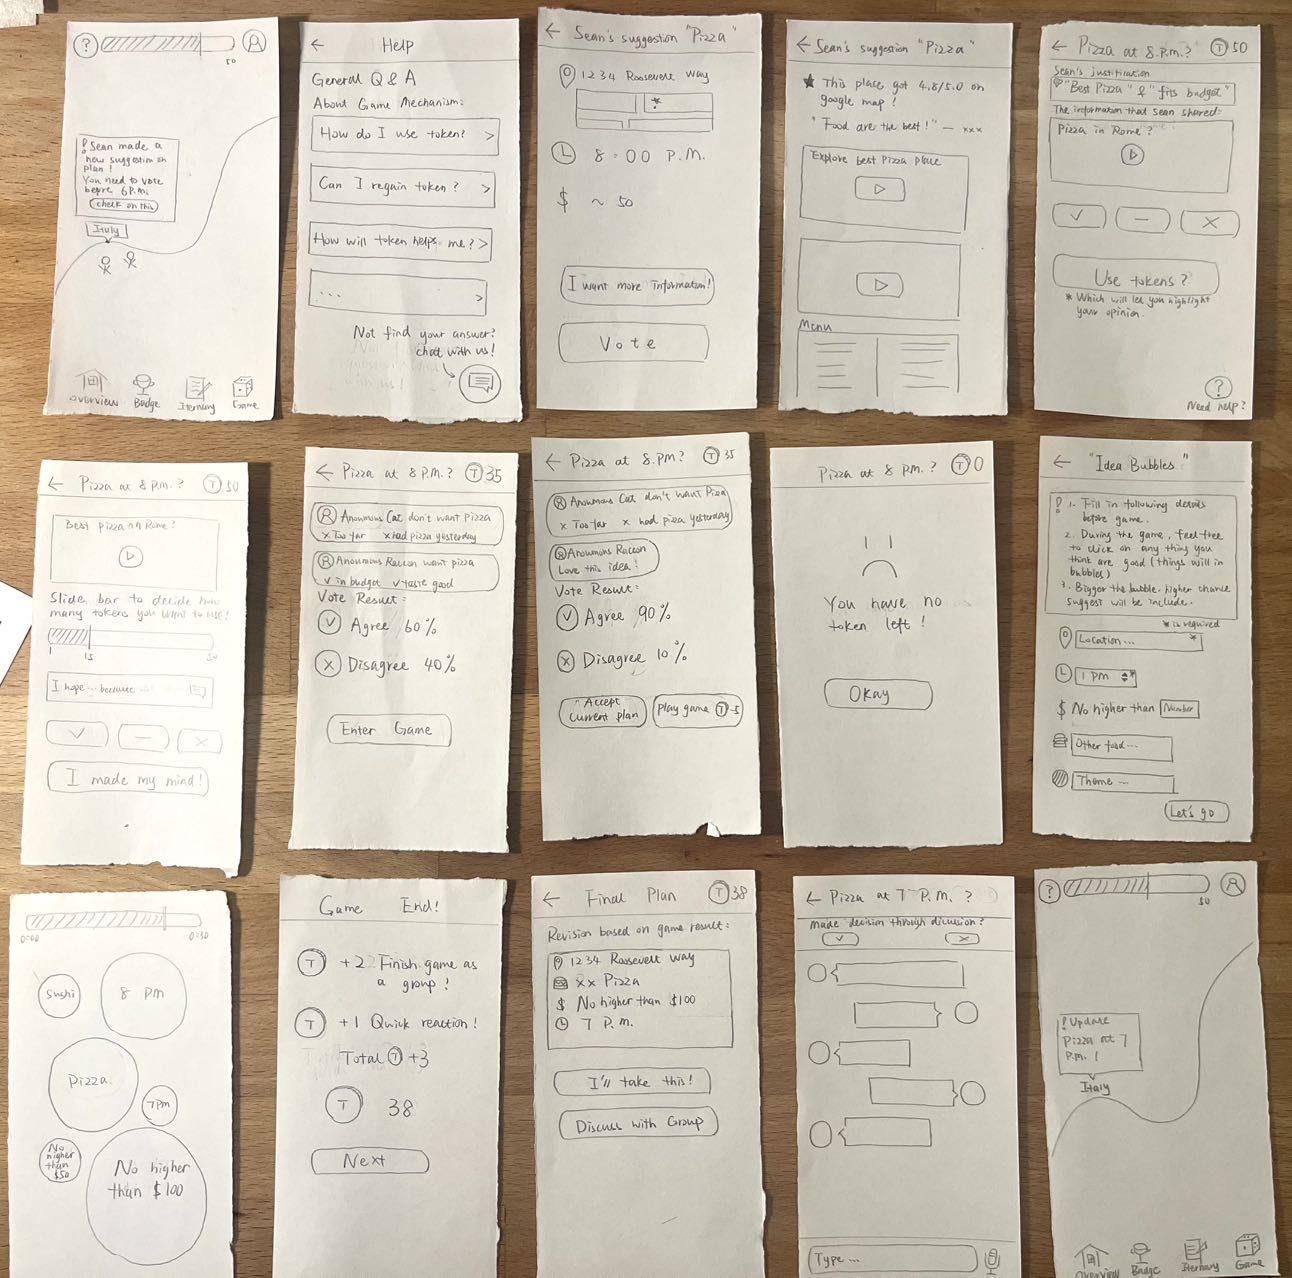 ?
50
! Sean made a
new suggestion on
plan!
You need to vote
before 6P.M.
check on this
Italy
Overview Badge Iternary Game
← Help
General Q & A
About Game Mechanism:
How do I use token? >
Can I regain token? >
How will token helps me? >
... >
Not find your answer?
chat with us!
← Sean's suggestion "Pizza"
1234 Roosevelt Way
*
8:00 P.M.
$ ~ 50
I want more information!
Vote
← Sean's suggestion "Pizza"
★ This place got 4.8/5.0 on
google map!
"Food are the best!" — xxx
Explore best Pizza place
Menu
← Pizza at 8.p.m.? T 50
Sean's justification
"Best Pizza" & "fits budget"
The information that Sean shared:
Pizza in Rome?
✓ — ×
Use tokens?
* Which will let you highlight
your opinion.
?
Need help?
← Pizza at 8 p.m.? T 50
Best pizza in Rome?
Slide bar to decide how
many tokens you want to use!
1 15 50
I hope ... because
✓ — ×
I made my mind!
← Pizza at 8 p.m.? T 35
Anoumous Cat don't want pizza
× Too far × had pizza yesterday
Anoumous Raccon want pizza
✓ in budget ✓ taste good
Vote Result:
✓ Agree 60%
× Disagree 40%
Enter Game
← Pizza at 8.p.m? T 35
Anoumous Cat don't want Pizza
× Too far × had pizza yesterday
Anoumous Raccon
Love this idea!
Vote Result:
✓ Agree 90%
× Disagree 10%
Accept
current plan
play game T -5
Pizza at 8 p.m.? T 0
You have no
token left!
Okay
← "Idea Bubbles"
! 1. Fill in following details
before game.
2. During the game, feel free
to click on any thing you
think are good (things will in
bubbles)
3. Bigger the bubble, higher chance
suggest will be include.
* is required
Location... *
1 pm *
$ No higher than Number
Other food...
Theme ...
Let's go
0:00 0:30
Sushi
8 pm
Pizza
7pm
No
higher
than
$50
No higher
than $100
Game End!
T +2 Finish game as
a group!
T +1 Quick reaction!
Total T +3
T 38
Next
← Final Plan T 38
Revision based on game result:
1234 Roosevelt Way
xx Pizza
$ No higher than $100
7 P.m.
I'll take this!
Discuss with Group
← Pizza at 7 P.M. ?
Made decision through dicussion?
✓ ×
Type ...
?
50
! Update
Pizza at 7
p.m. !
Italy
Overview Badge Iternary Game